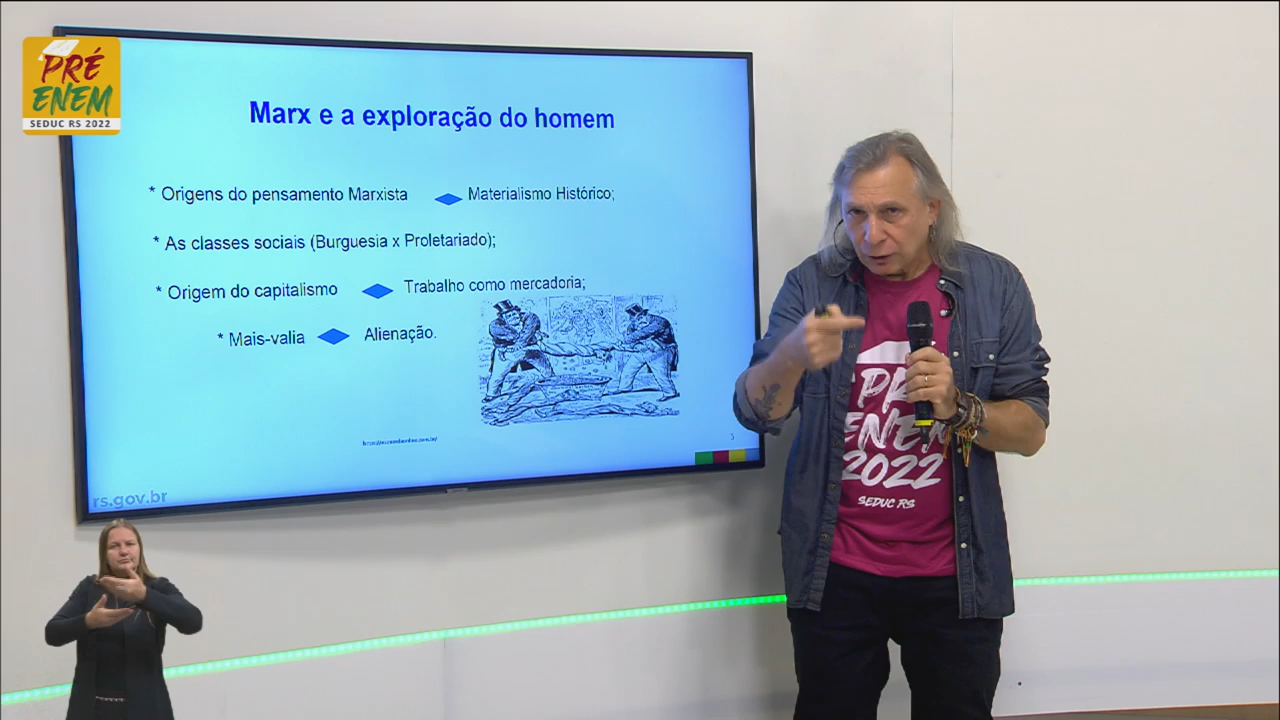 PRÉ
ENEM
SEDUC RS 2022
Marx e a exploração do homem
* Origens do pensamento Marxista Materialismo Histórico;
* As classes sociais (Burguesia x Proletariado);
* Origem do capitalismo Trabalho como mercadoria;
* Mais-valia Alienação.
5
rs.gov.br
PRÉ
ENEM
2022
SEDUC RS